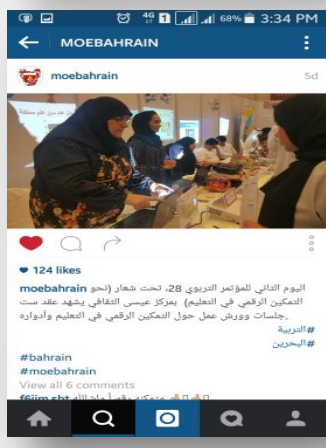 4G 1 68% 3:34 PM
MOEBAHRAIN
moebahrain 5d
124 likes
moebahrain اليوم الثاني للمؤتمر التربوي 28، تحت شعار (نحو
التمكين الرقمي في التعليم) بمركز عيسى الثقافي يشهد عقد ست
جلسات وورش عمل حول التمكين الرقمي في التعليم وأدواره.
#التربية
#البحرين
#bahrain
#moebahrain
View all 6 comments